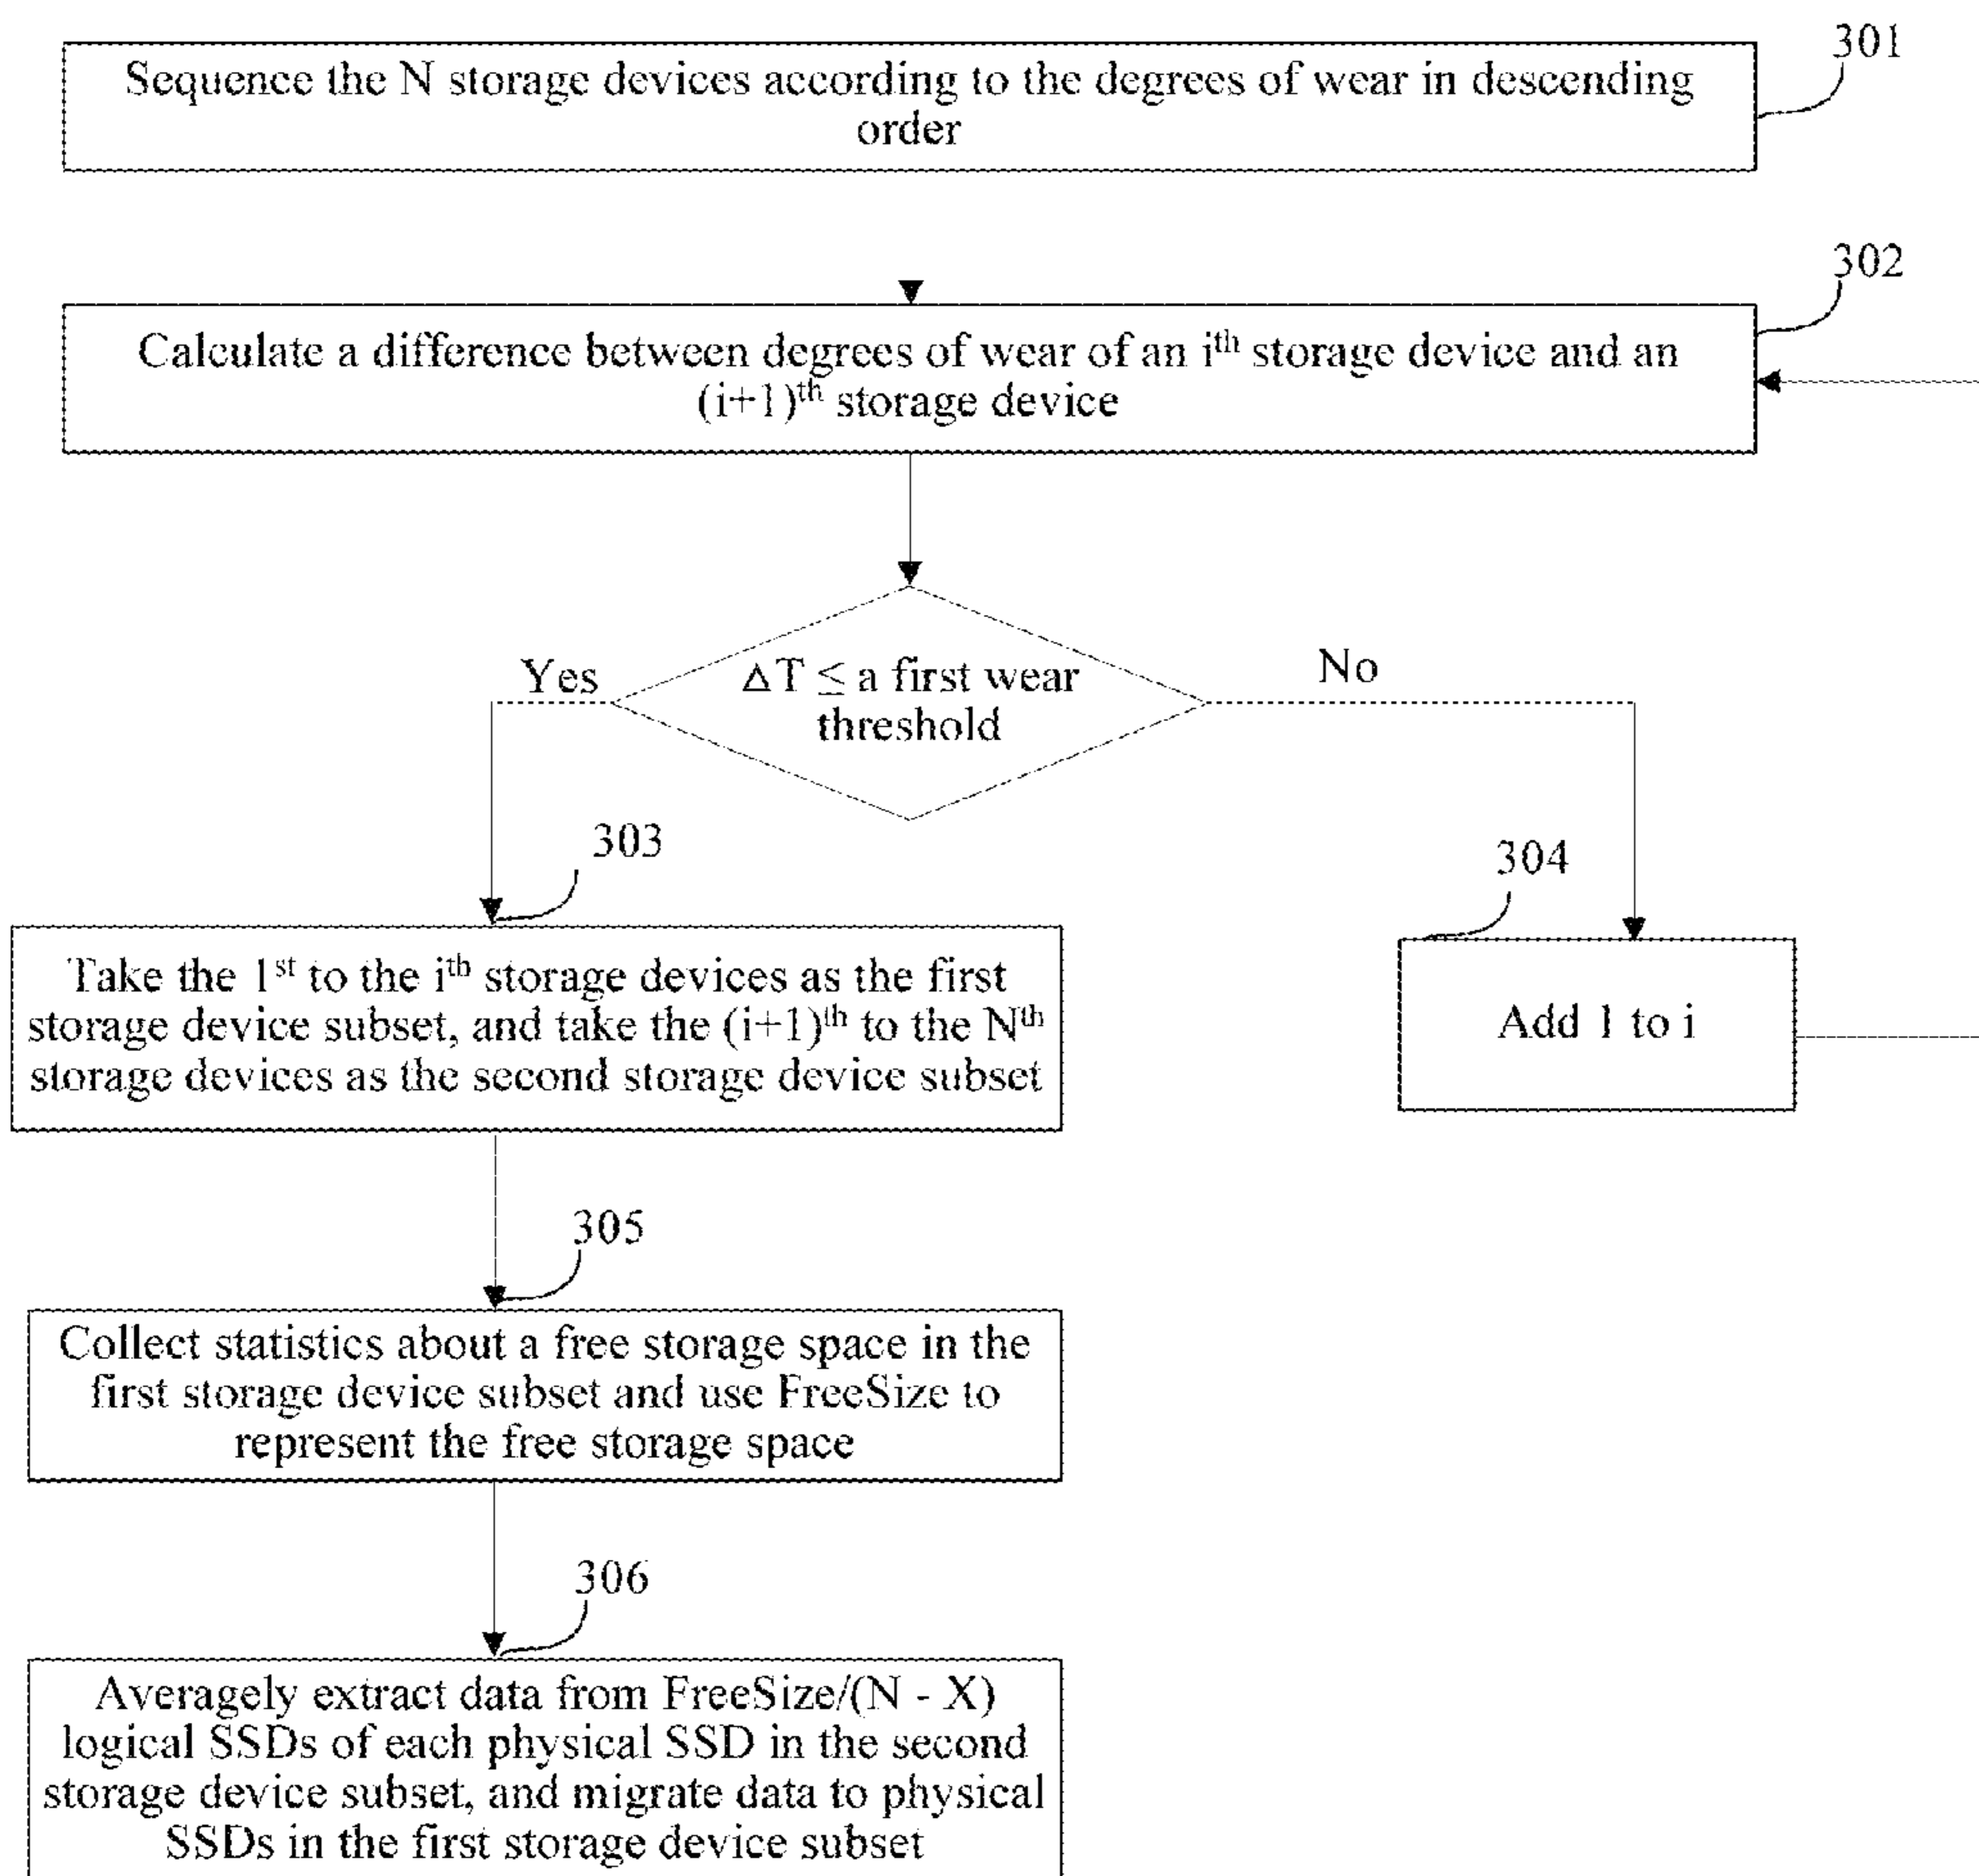 301
Sequence the N storage devices according to the degrees of wear in descending
order
302
Calculate a difference between degrees of wear of an iᵗʰ storage device and an
(i+1)ᵗʰ storage device
Yes
△T ≤ a first wear
threshold
No
303
304
Take the 1ˢᵗ to the iᵗʰ storage devices as the first
storage device subset, and take the (i+1)ᵗʰ to the Nᵗʰ
storage devices as the second storage device subset
Add 1 to i
305
Collect statistics about a free storage space in the
first storage device subset and use FreeSize to
represent the free storage space
306
Averagely extract data from FreeSize/(N - X)
logical SSDs of each physical SSD in the second
storage device subset, and migrate data to physical
SSDs in the first storage device subset